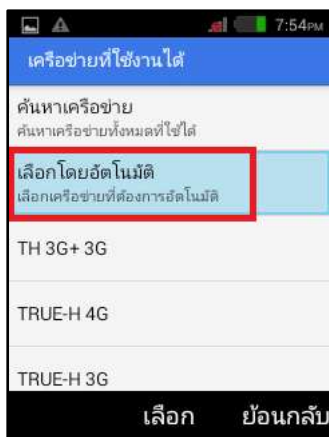 7:54PM
เครือข่ายที่ใช้งานได้
ค้นหาเครือข่าย
ค้นหาเครือข่ายทั้งหมดที่ใช้ได้
เลือกโดยอัตโนมัติ
เลือกเครือข่ายที่ต้องการอัตโนมัติ
TH 3G+ 3G
TRUE-H 4G
TRUE-H 3G
เลือก ย้อนกลับ